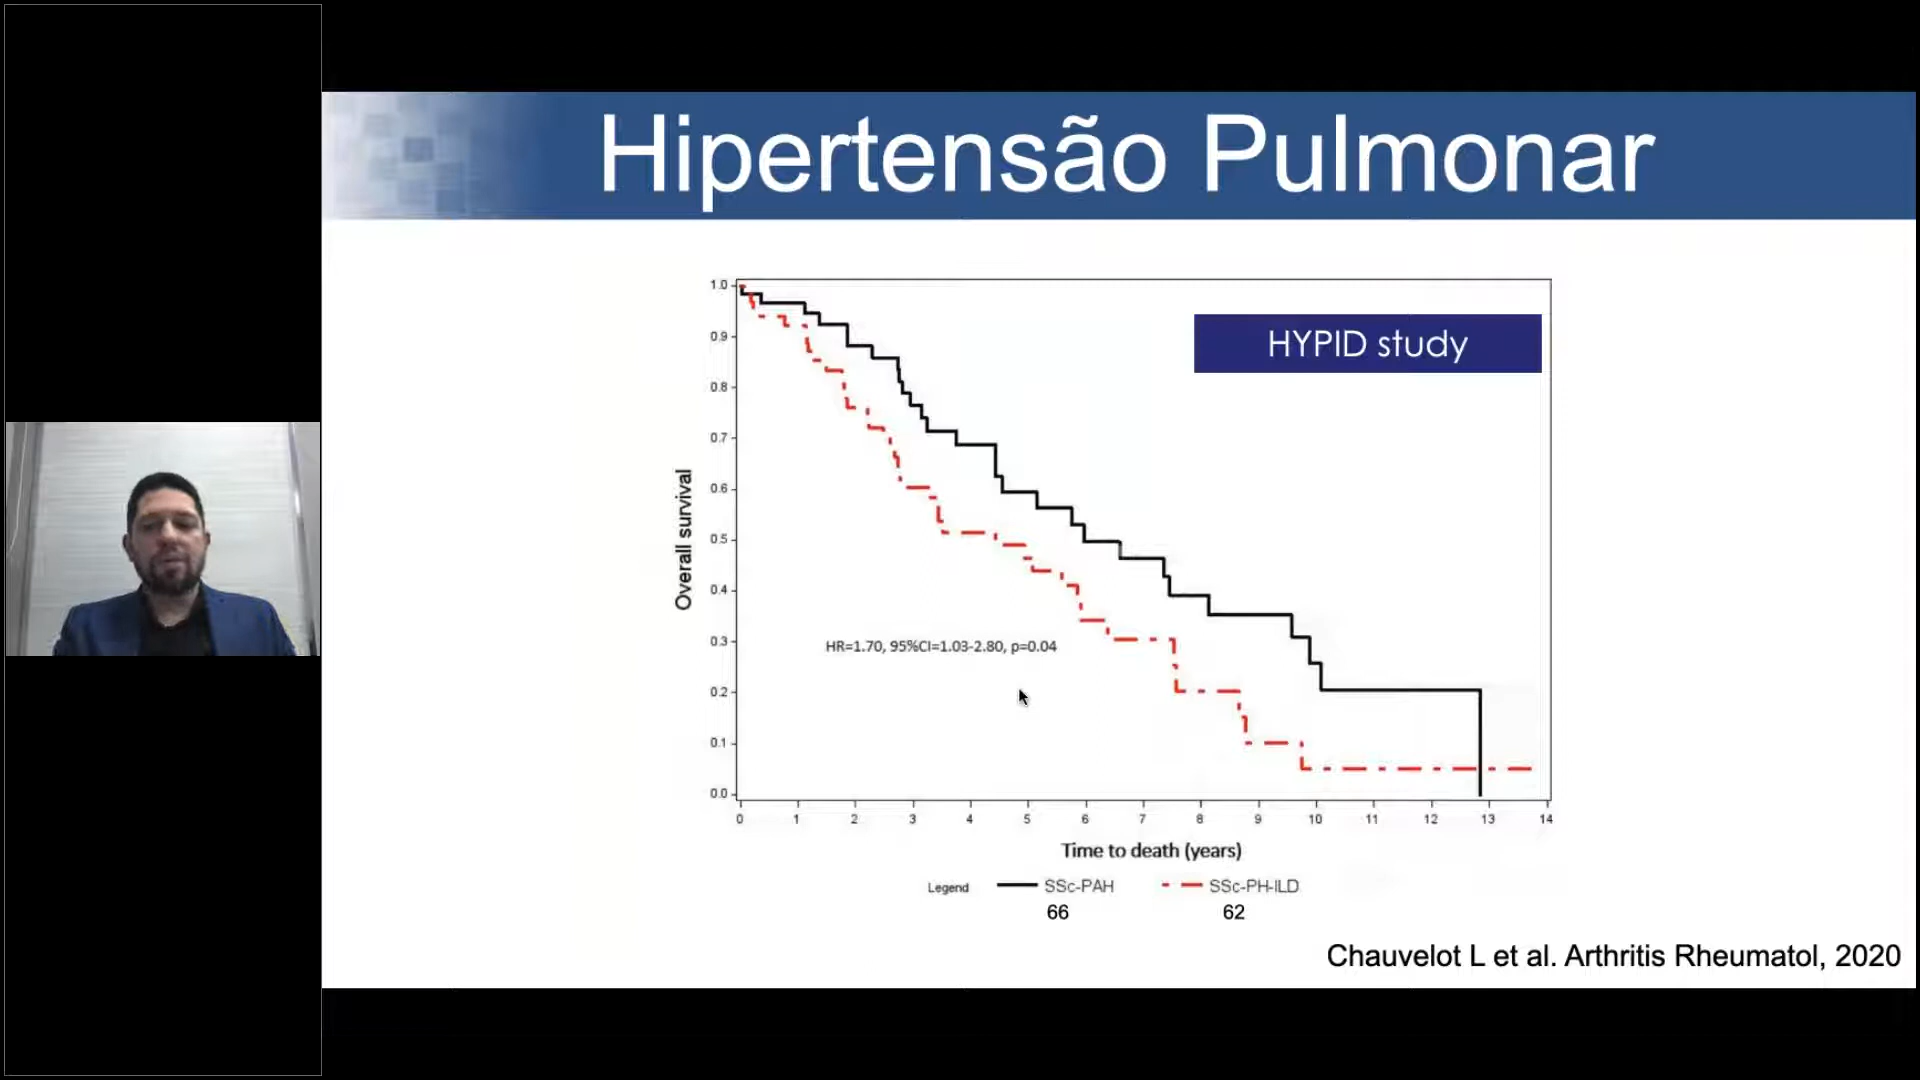 Hipertensão Pulmonar
HYPID study
1.0
0.9
0.8
0.7
0.6
0.5
0.4
0.3
0.2
0.1
0.0
Overall survival
HR=1.70, 95%CI=1.03-2.80, p=0.04
0 1 2 3 4 5 6 7 8 9 10 11 12 13 14
Time to death (years)
Legend SSc-PAH SSc-PH-ILD
66 62
Chauvelot L et al. Arthritis Rheumatol, 2020